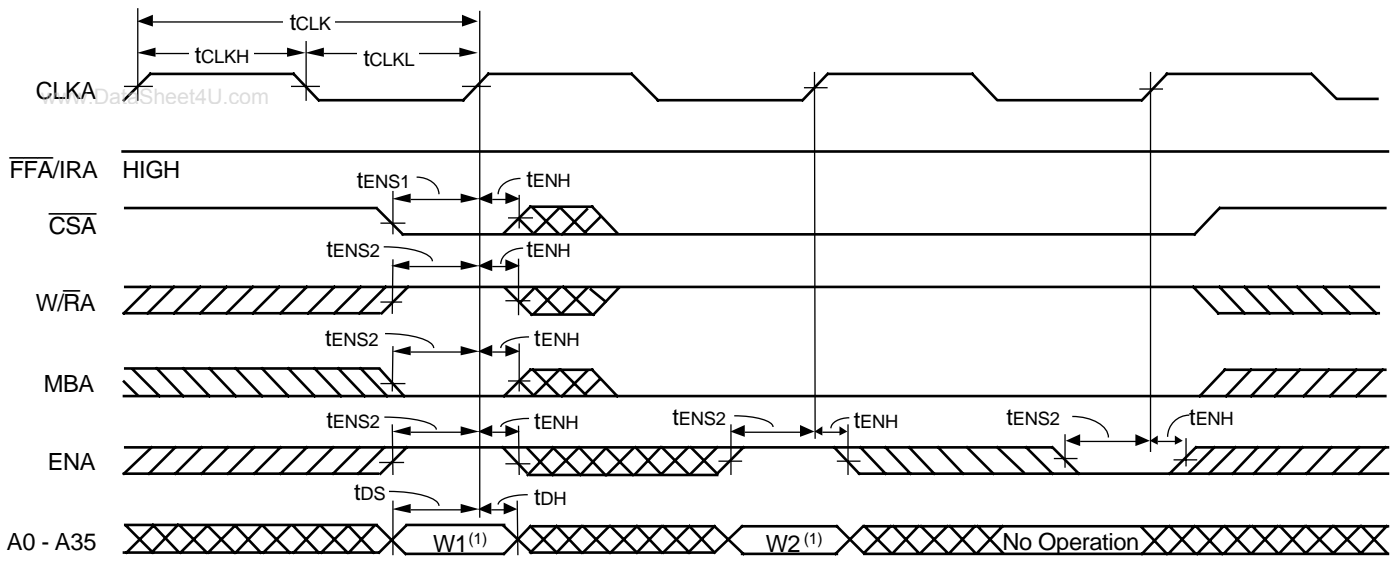 tCLK
tCLKH tCLKL
CLKA
www.DataSheet4U.com
FFA/IRA HIGH
tENS1 tENH
CSA
tENS2 tENH
W/RA
tENS2 tENH
MBA
tENS2 tENH tENS2 tENH tENS2 tENH
ENA
tDS tDH
A0 - A35 W1(1) W2(1) No Operation